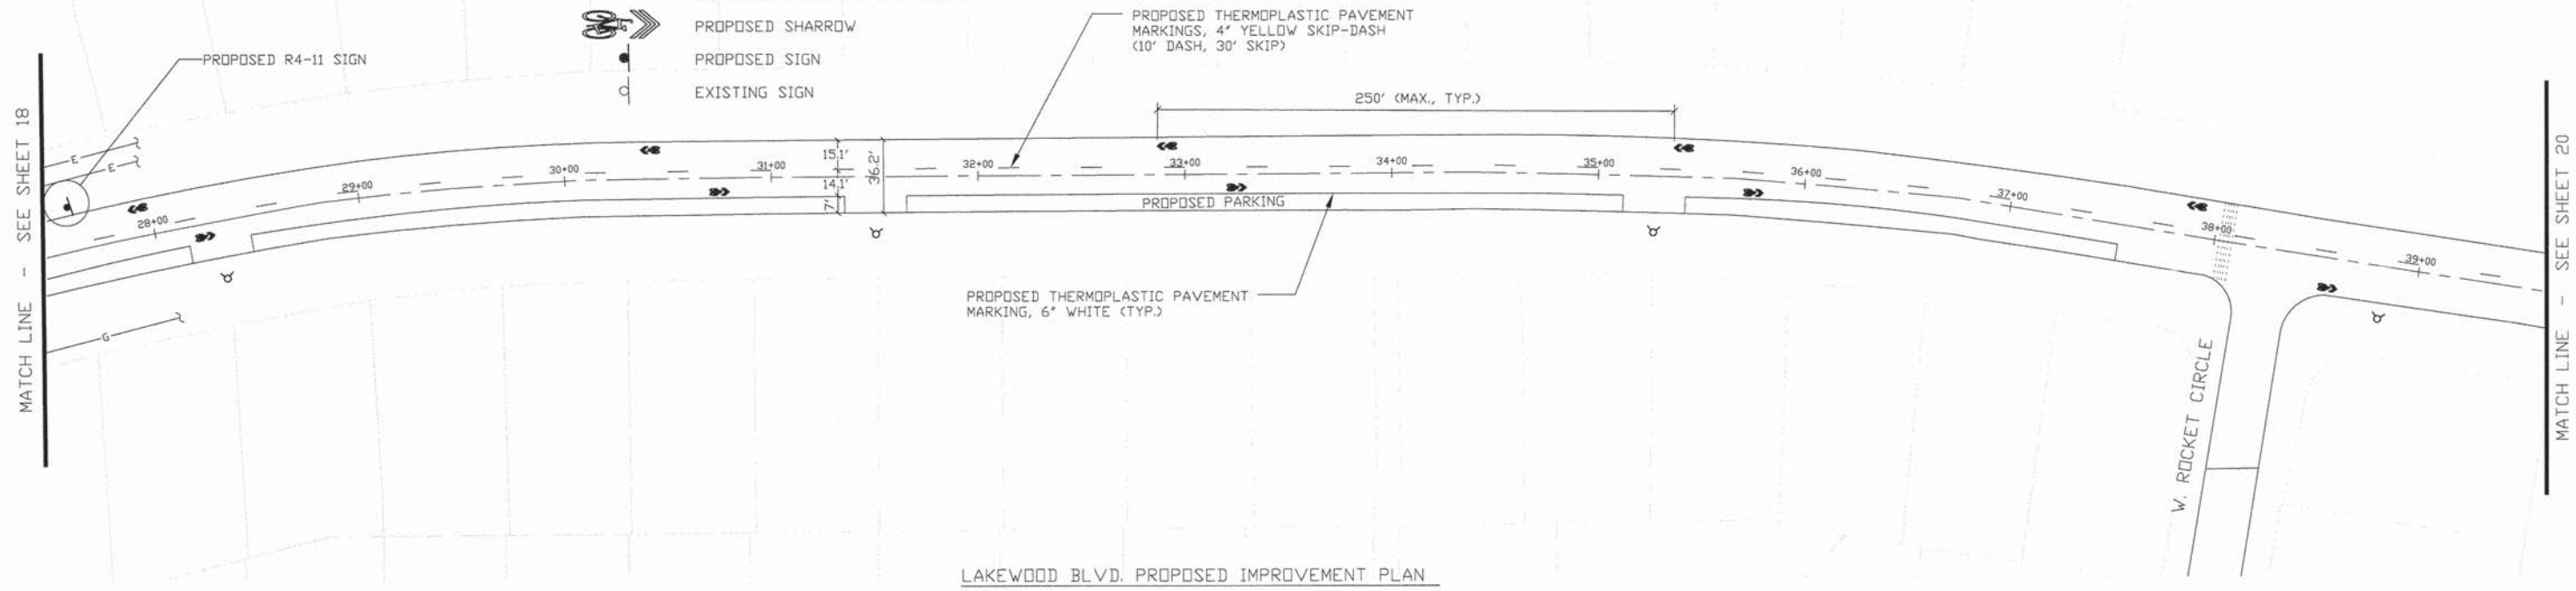 PROPOSED SHARROW
PROPOSED SIGN
EXISTING SIGN
PROPOSED R4-11 SIGN
PROPOSED THERMOPLASTIC PAVEMENT
MARKINGS, 4" YELLOW SKIP-DASH
(10' DASH, 30' SKIP)
250' (MAX., TYP.)
MATCH LINE - SEE SHEET 18
E
E
G
28+00
29+00
30+00
31+00
32+00
33+00
34+00
35+00
36+00
37+00
38+00
39+00
15.1'
14.1'
7'
36.2'
PROPOSED PARKING
PROPOSED THERMOPLASTIC PAVEMENT
MARKING, 6" WHITE (TYP.)
W. ROCKET CIRCLE
MATCH LINE - SEE SHEET 20
LAKEWOOD BLVD. PROPOSED IMPROVEMENT PLAN